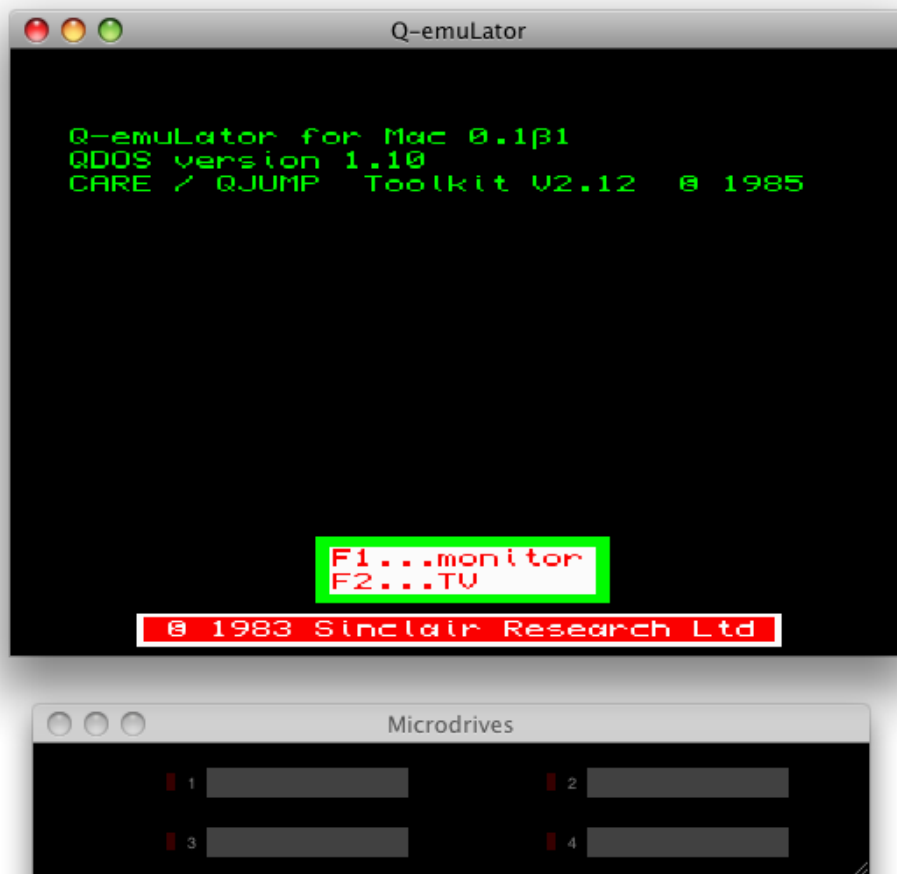 Q-emuLator
Q-emuLator for Mac 0.1β1
QDOS version 1.10
CARE / QJUMP  Toolkit V2.12  © 1985
F1...monitor
F2...TV
© 1983 Sinclair Research Ltd
Microdrives
1
2
3
4